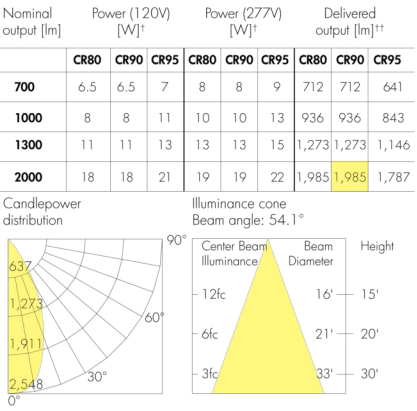 Nominal output [lm] Power (120V) [W]† Power (277V) [W]† Delivered output [lm]††
CR80 CR90 CR95 CR80 CR90 CR95 CR80 CR90 CR95
700 6.5 6.5 7 8 8 9 712 712 641
1000 8 8 11 10 10 13 936 936 843
1300 11 11 13 13 13 15 1,273 1,273 1,146
2000 18 18 21 19 19 22 1,985 1,985 1,787
Candlepower distribution
90°
637
1,273
60°
1,911
30°
2,548
0°
Illuminance cone
Beam angle: 54.1°
Center Beam Illuminance Beam Diameter Height
12fc 16' 15'
6fc 21' 20'
3fc 33' 30'